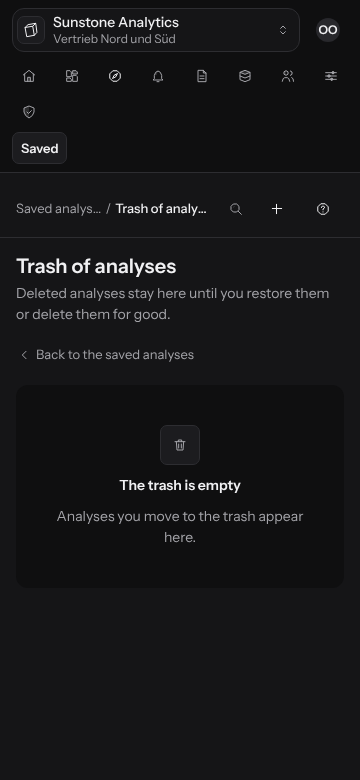 Sunstone Analytics
Vertrieb Nord und Süd
OO
Saved
Saved analys... / Trash of analy...
Trash of analyses
Deleted analyses stay here until you restore them
or delete them for good.
Back to the saved analyses
The trash is empty
Analyses you move to the trash appear
here.